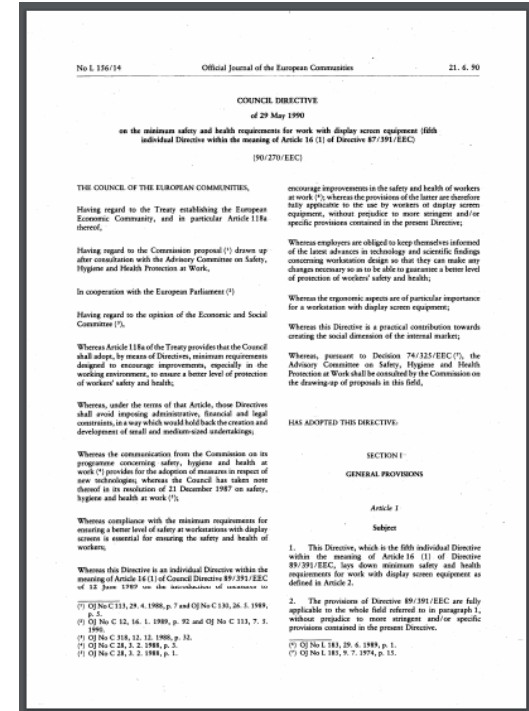 No L 156/14
Official Journal of the European Communities
21. 6. 90
COUNCIL DIRECTIVE
of 29 May 1990
on the minimum safety and health requirements for work with display screen equipment (fifth
individual Directive within the meaning of Article 16 (1) of Directive 87/391/EEC)
(90/270/EEC)
THE COUNCIL OF THE EUROPEAN COMMUNITIES,
Having regard to the Treaty establishing the European
Economic Community, and in particular Article 118a
thereof,
Having regard to the Commission proposal (¹) drawn up
after consultation with the Advisory Committee on Safety,
Hygiene and Health Protection at Work,
In cooperation with the European Parliament (²)
Having regard to the opinion of the Economic and Social
Committee (³),
Whereas Article 118a of the Treaty provides that the Council
shall adopt, by means of Directives, minimum requirements
designed to encourage improvements, especially in the
working environment, to ensure a better level of protection
of workers' safety and health;
Whereas, under the terms of that Article, those Directives
shall avoid imposing administrative, financial and legal
constraints, in a way which would hold back the creation and
development of small and medium-sized undertakings;
Whereas the communication from the Commission on its
programme concerning safety, hygiene and health at
work (⁴) provides for the adoption of measures in respect of
new technologies; whereas the Council has taken note
thereof in its resolution of 21 December 1987 on safety,
hygiene and health at work (⁵);
Whereas compliance with the minimum requirements for
ensuring a better level of safety at workstations with display
screens is essential for ensuring the safety and health of
workers;
Whereas this Directive is an individual Directive within the
meaning of Article 16 (1) of Council Directive 89/391/EEC
of 12 June 1989 on the introduction of measures to
(¹) OJ No C 113, 29. 4. 1988, p. 7 and OJ No C 130, 26. 5. 1989,
p. 5.
(²) OJ No C 12, 16. 1. 1989, p. 92 and OJ No C 113, 7. 5.
1990.
(³) OJ No C 318, 12. 12. 1988, p. 32.
(⁴) OJ No C 28, 3. 2. 1988, p. 3.
(⁵) OJ No C 28, 3. 2. 1988, p. 1.
encourage improvements in the safety and health of workers
at work (⁶); whereas the provisions of the latter are therefore
fully applicable to the use by workers of display screen
equipment, without prejudice to more stringent and/or
specific provisions contained in the present Directive;
Whereas employers are obliged to keep themselves informed
of the latest advances in technology and scientific findings
concerning workstation design so that they can make any
changes necessary so as to be able to guarantee a better level
of protection of workers' safety and health;
Whereas the ergonomic aspects are of particular importance
for a workstation with display screen equipment;
Whereas this Directive is a practical contribution towards
creating the social dimension of the internal market;
Whereas, pursuant to Decision 74/325/EEC (⁷), the
Advisory Committee on Safety, Hygiene and Health
Protection at Work shall be consulted by the Commission on
the drawing-up of proposals in this field,
HAS ADOPTED THIS DIRECTIVE:
SECTION I
GENERAL PROVISIONS
Article 1
Subject
1. This Directive, which is the fifth individual Directive
within the meaning of Article 16 (1) of Directive
89/391/EEC, lays down minimum safety and health
requirements for work with display screen equipment as
defined in Article 2.
2. The provisions of Directive 89/391/EEC are fully
applicable to the whole field referred to in paragraph 1,
without prejudice to more stringent and/or specific
provisions contained in the present Directive.
(⁶) OJ No L 183, 29. 6. 1989, p. 1.
(⁷) OJ No L 185, 9. 7. 1974, p. 15.